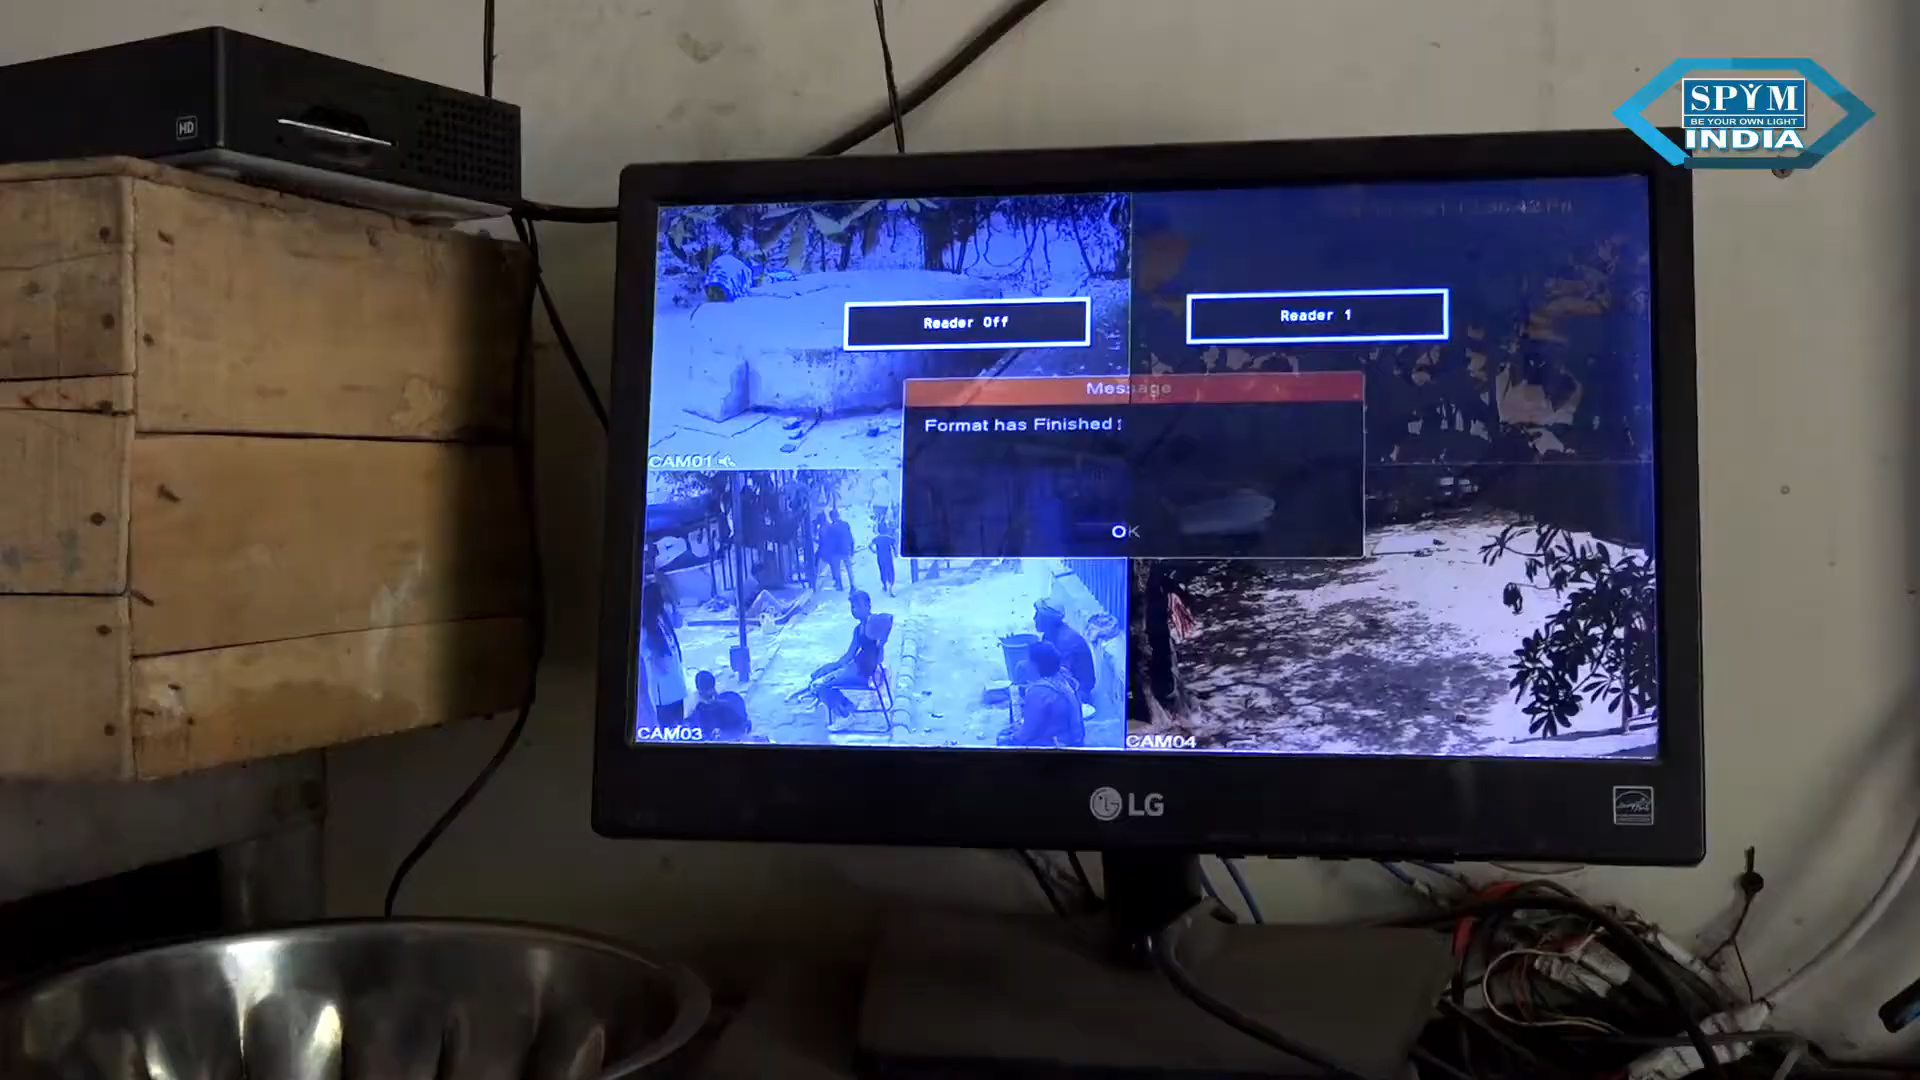 HD
SPYM
BE YOUR OWN LIGHT
INDIA
Reader Off
Reader 1
Message
Format has Finished !
OK
CAM01
CAM03
CAM04
LG